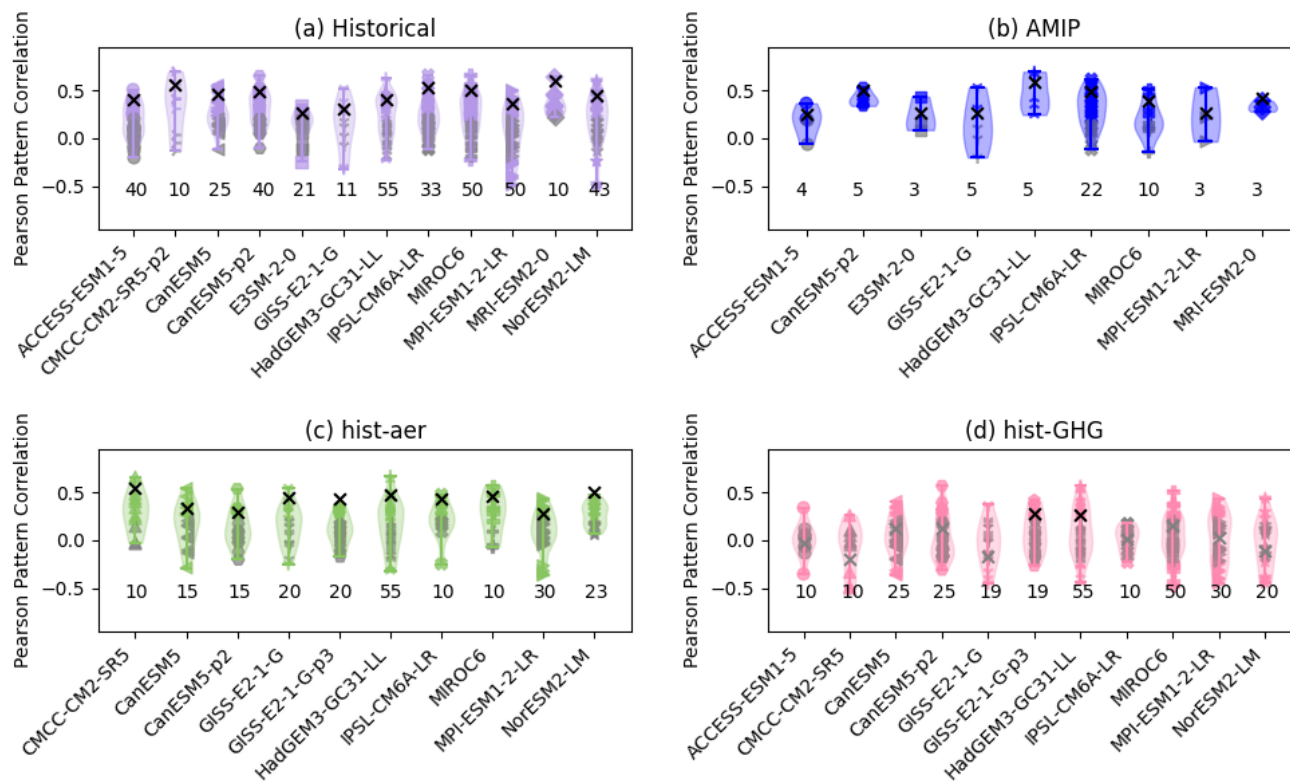 (a) Historical
Pearson Pattern Correlation
0.5
0.0
−0.5
40 10 25 40 21 11 55 33 50 50 10 43
ACCESS-ESM1-5
CMCC-CM2-SR5-p2
CanESM5
CanESM5-p2
E3SM-2-0
GISS-E2-1-G
HadGEM3-GC31-LL
IPSL-CM6A-LR
MIROC6
MPI-ESM1-2-LR
MRI-ESM2-0
NorESM2-LM
(b) AMIP
Pearson Pattern Correlation
0.5
0.0
−0.5
4 5 3 5 5 22 10 3 3
ACCESS-ESM1-5
CanESM5-p2
E3SM-2-0
GISS-E2-1-G
HadGEM3-GC31-LL
IPSL-CM6A-LR
MIROC6
MPI-ESM1-2-LR
MRI-ESM2-0
(c) hist-aer
Pearson Pattern Correlation
0.5
0.0
−0.5
10 15 15 20 20 55 10 10 30 23
CMCC-CM2-SR5
CanESM5
CanESM5-p2
GISS-E2-1-G
GISS-E2-1-G-p3
HadGEM3-GC31-LL
IPSL-CM6A-LR
MIROC6
MPI-ESM1-2-LR
NorESM2-LM
(d) hist-GHG
Pearson Pattern Correlation
0.5
0.0
−0.5
10 10 25 25 19 19 55 10 50 30 20
ACCESS-ESM1-5
CMCC-CM2-SR5
CanESM5
CanESM5-p2
GISS-E2-1-G
GISS-E2-1-G-p3
HadGEM3-GC31-LL
IPSL-CM6A-LR
MIROC6
MPI-ESM1-2-LR
NorESM2-LM